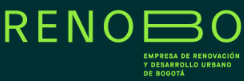 RENOBO
EMPRESA DE RENOVACIÓN
Y DESARROLLO URBANO
DE BOGOTÁ